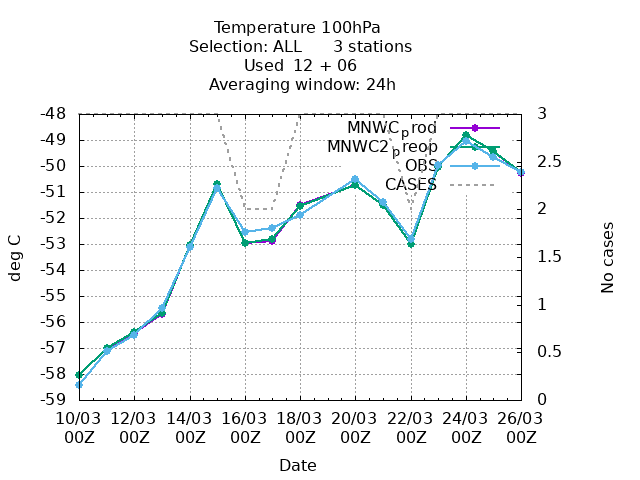 Temperature 100hPa
Selection: ALL      3 stations
Used  12 + 06
Averaging window: 24h
MNWC_prod
MNWC2_preop
OBS
CASES
deg C
-48
-49
-50
-51
-52
-53
-54
-55
-56
-57
-58
-59
3
2.5
2
1.5
1
0.5
0
No cases
10/03 12/03 14/03 16/03 18/03 20/03 22/03 24/03 26/03
00Z 00Z 00Z 00Z 00Z 00Z 00Z 00Z 00Z
Date